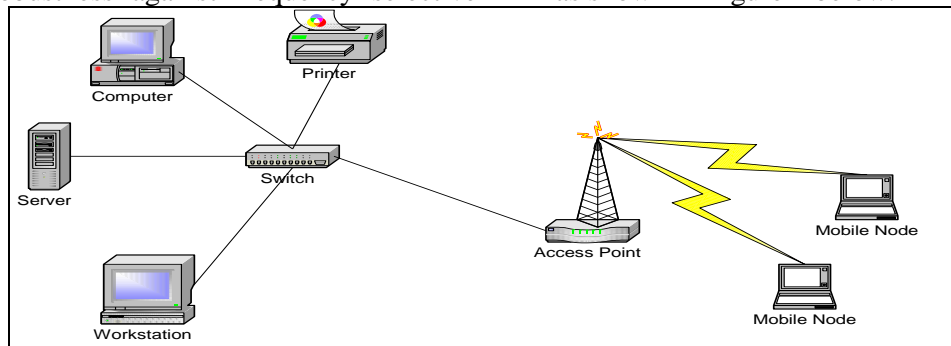 Printer
Computer
Switch
Server
Access Point
Mobile Node
Mobile Node
Workstation